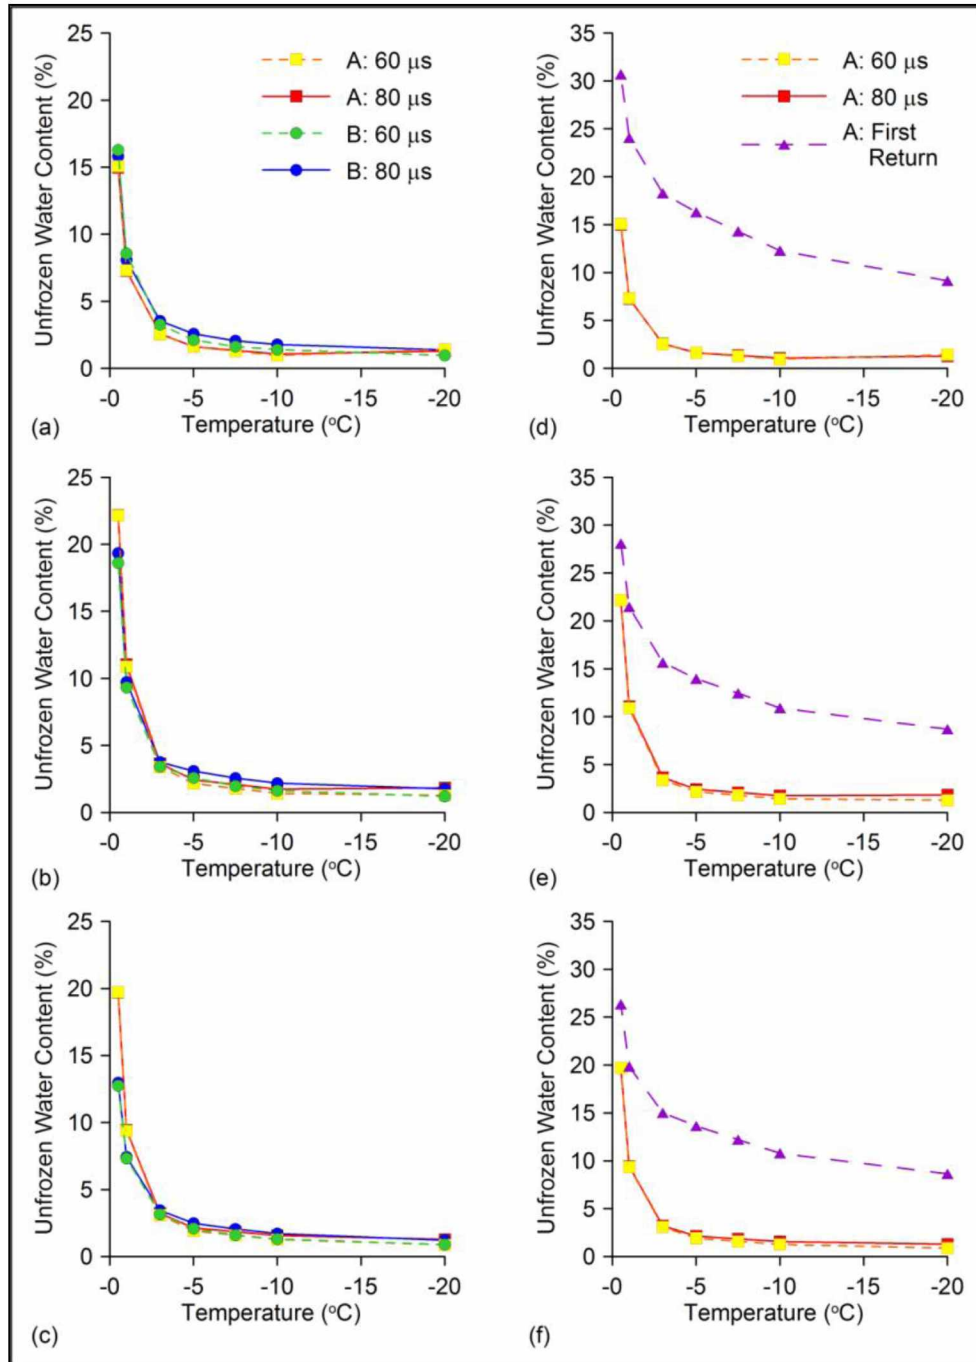 25
20
15
10
5
0
Unfrozen Water Content (%)
A: 60 μs
A: 80 μs
B: 60 μs
B: 80 μs
-0 -5 -10 -15 -20
Temperature (°C)
(a)
35
30
25
20
15
10
5
0
Unfrozen Water Content (%)
A: 60 μs
A: 80 μs
A: First
Return
-0 -5 -10 -15 -20
Temperature (°C)
(d)
25
20
15
10
5
0
Unfrozen Water Content (%)
-0 -5 -10 -15 -20
Temperature (°C)
(b)
35
30
25
20
15
10
5
0
Unfrozen Water Content (%)
-0 -5 -10 -15 -20
Temperature (°C)
(e)
25
20
15
10
5
0
Unfrozen Water Content (%)
-0 -5 -10 -15 -20
Temperature (°C)
(c)
35
30
25
20
15
10
5
0
Unfrozen Water Content (%)
-0 -5 -10 -15 -20
Temperature (°C)
(f)